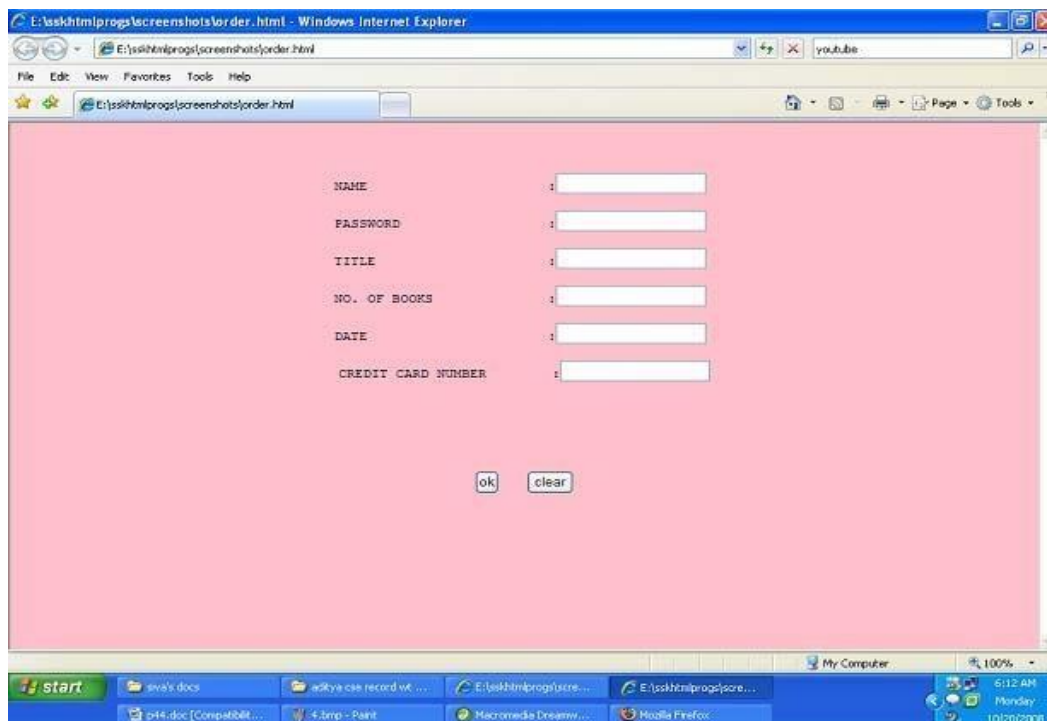 E:\sskhtmlprogs\screenshots\order.html - Windows Internet Explorer
E:\sskhtmlprogs\screenshots\order.html youtube
File Edit View Favorites Tools Help
E:\sskhtmlprogs\screenshots\order.html Page Tools
NAME :
PASSWORD :
TITLE :
NO. OF BOOKS :
DATE :
CREDIT CARD NUMBER :
ok clear
My Computer 100%
start siva's docs aditya cse record wt ... E:\sskhtmlprogs\scre... E:\sskhtmlprogs\scre... 6:12 AM
Monday
p44.doc [Compatibilit... 4.bmp - Paint Macromedia Dreamw... Mozilla Firefox 10/20/2008